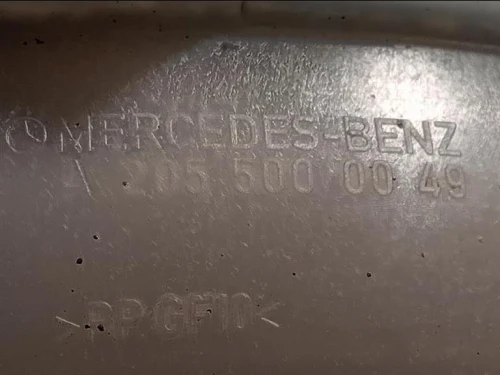 MERCEDES-BENZ
A 205 500 00 49
>PP-GF10<